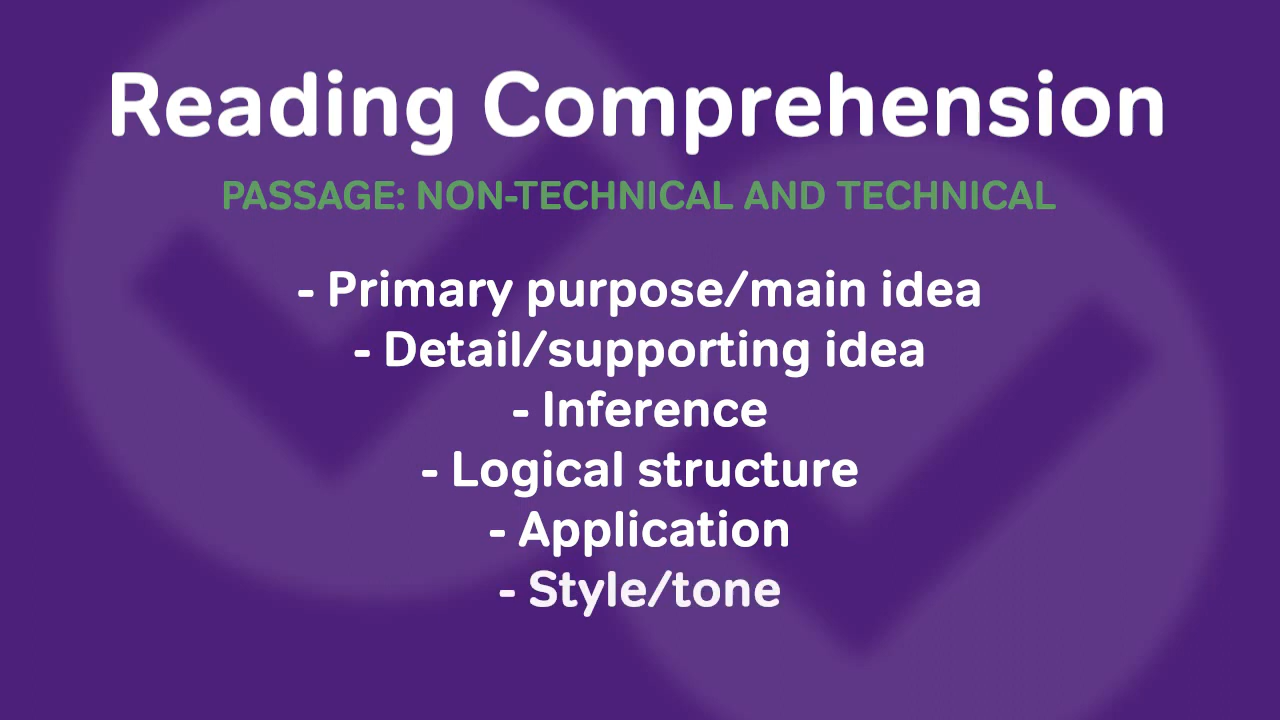 Reading Comprehension
PASSAGE: NON-TECHNICAL AND TECHNICAL
- Primary purpose/main idea
- Detail/supporting idea
- Inference
- Logical structure
- Application
- Style/tone